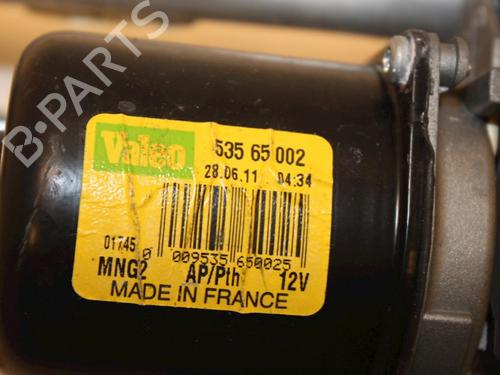 B-PARTS
Valeo
535 65 002
28.06.11 04:34
01745
0 009535 650025
MNG2 AP/Pth 12V
MADE IN FRANCE